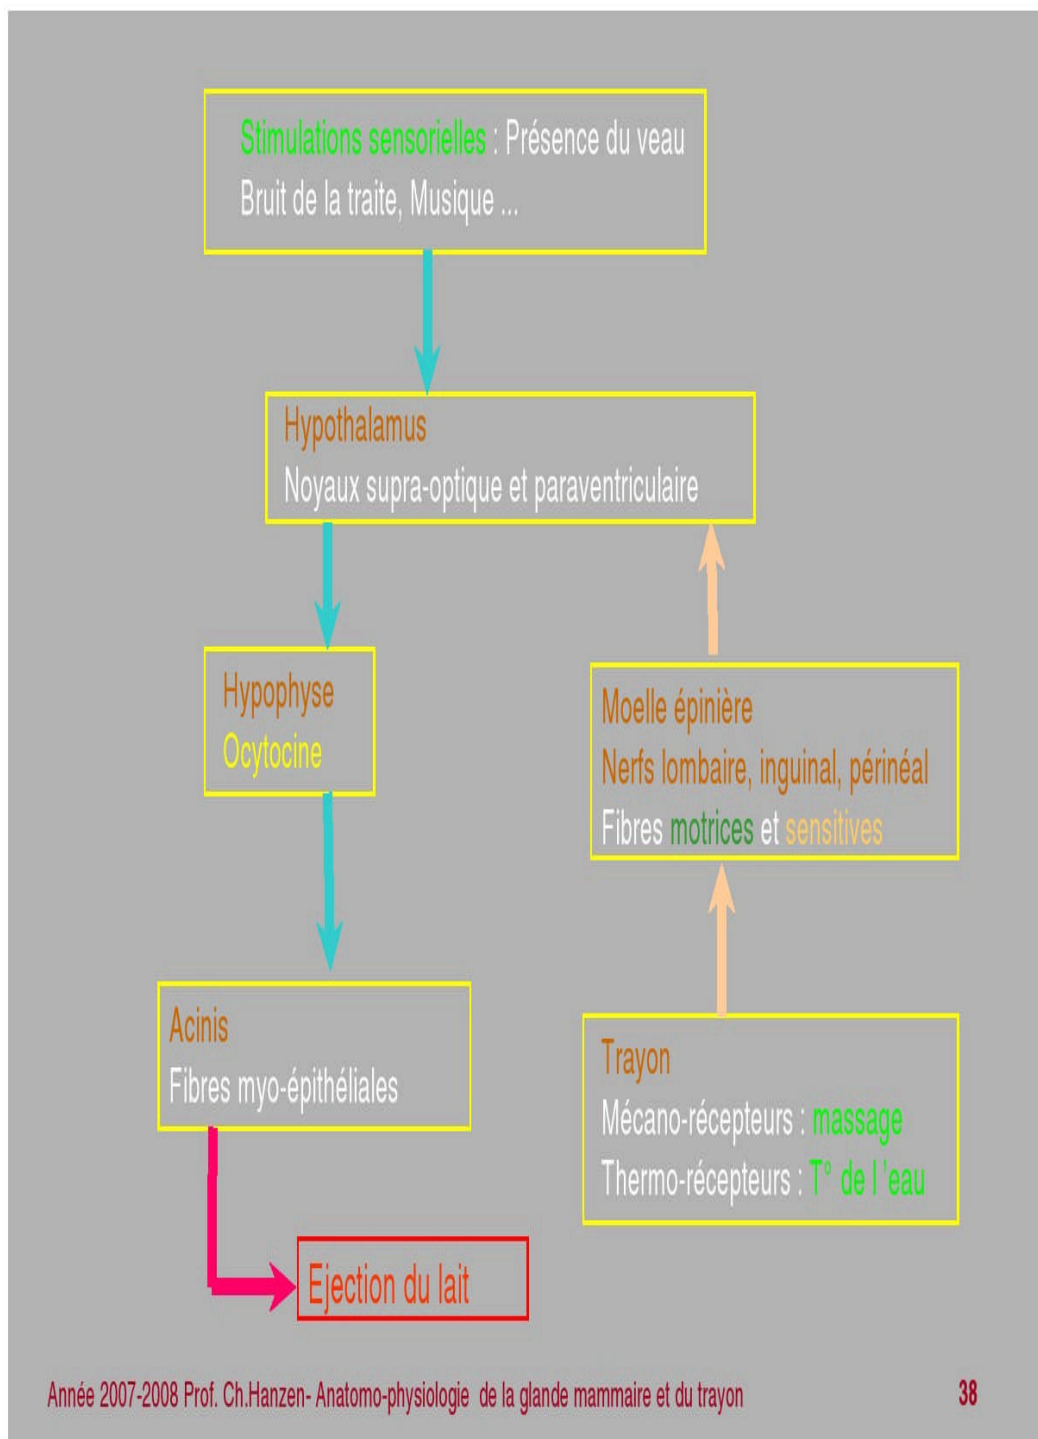 Stimulations sensorielles : Présence du veau
Bruit de la traite, Musique ...
Hypothalamus
Noyaux supra-optique et paraventriculaire
Hypophyse
Ocytocine
Moelle épinière
Nerfs lombaire, inguinal, périnéal
Fibres motrices et sensitives
Acinis
Fibres myo-épithéliales
Trayon
Mécano-récepteurs : massage
Thermo-récepteurs : T° de l ’eau
Ejection du lait
Année 2007-2008 Prof. Ch.Hanzen- Anatomo-physiologie de la glande mammaire et du trayon
38